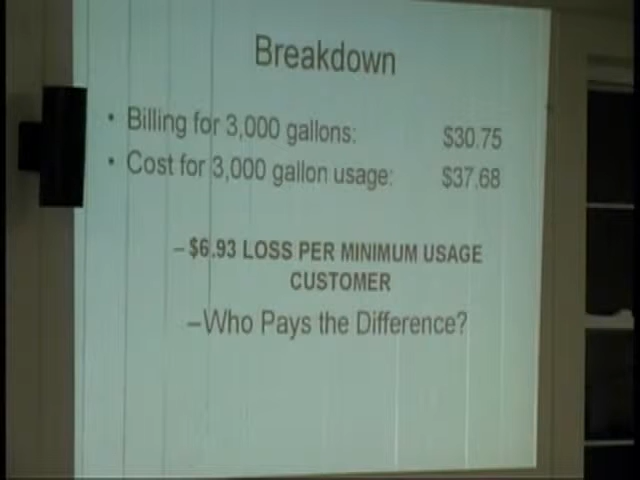 Breakdown
• Billing for 3,000 gallons: $30.75
• Cost for 3,000 gallon usage: $37.68
–$6.93 LOSS PER MINIMUM USAGE
CUSTOMER
–Who Pays the Difference?